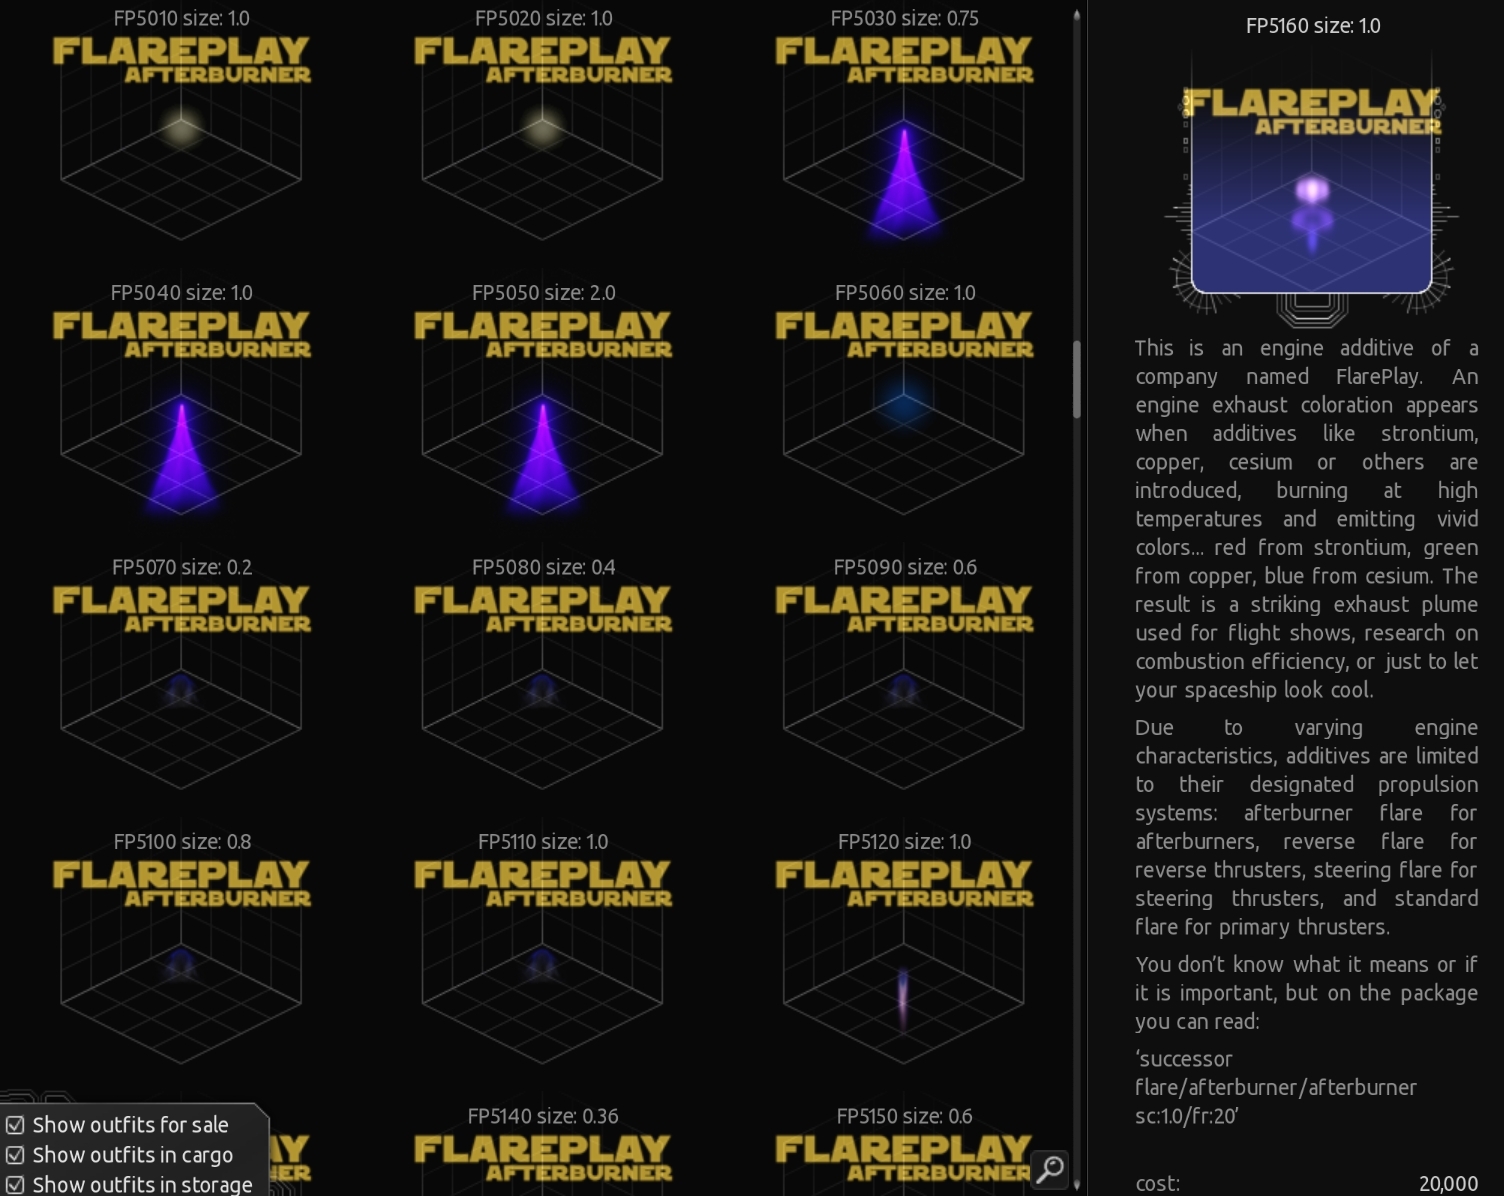 FP5010 size: 1.0
FLAREPLAY
AFTERBURNER
FP5020 size: 1.0
FLAREPLAY
AFTERBURNER
FP5030 size: 0.75
FLAREPLAY
AFTERBURNER
FP5040 size: 1.0
FLAREPLAY
AFTERBURNER
FP5050 size: 2.0
FLAREPLAY
AFTERBURNER
FP5060 size: 1.0
FLAREPLAY
AFTERBURNER
FP5070 size: 0.2
FLAREPLAY
AFTERBURNER
FP5080 size: 0.4
FLAREPLAY
AFTERBURNER
FP5090 size: 0.6
FLAREPLAY
AFTERBURNER
FP5100 size: 0.8
FLAREPLAY
AFTERBURNER
FP5110 size: 1.0
FLAREPLAY
AFTERBURNER
FP5120 size: 1.0
FLAREPLAY
AFTERBURNER
FP5140 size: 0.36
FLAREPLAY
AFTERBURNER
FP5150 size: 0.6
FLAREPLAY
AFTERBURNER
Show outfits for sale
Show outfits in cargo
Show outfits in storage
FP5160 size: 1.0
FLAREPLAY
AFTERBURNER
This is an engine additive of a
company named FlarePlay. An
engine exhaust coloration appears
when additives like strontium,
copper, cesium or others are
introduced, burning at high
temperatures and emitting vivid
colors... red from strontium, green
from copper, blue from cesium. The
result is a striking exhaust plume
used for flight shows, research on
combustion efficiency, or just to let
your spaceship look cool.
Due to varying engine
characteristics, additives are limited
to their designated propulsion
systems: afterburner flare for
afterburners, reverse flare for
reverse thrusters, steering flare for
steering thrusters, and standard
flare for primary thrusters.
You don’t know what it means or if
it is important, but on the package
you can read:
‘successor
flare/afterburner/afterburner
sc:1.0/fr:20’
cost: 20,000